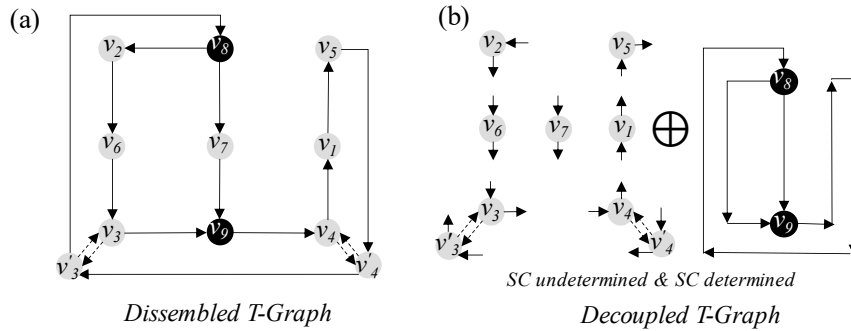 (a)
(b)
v2 v8 v5
v6 v7 v1
v3 v9 v4
v'3 v'4
Dissembled T-Graph
v2 v5
v6 v7 v1
v3 v4
v'3 v'4
v8
v9
SC undetermined & SC determined
Decoupled T-Graph